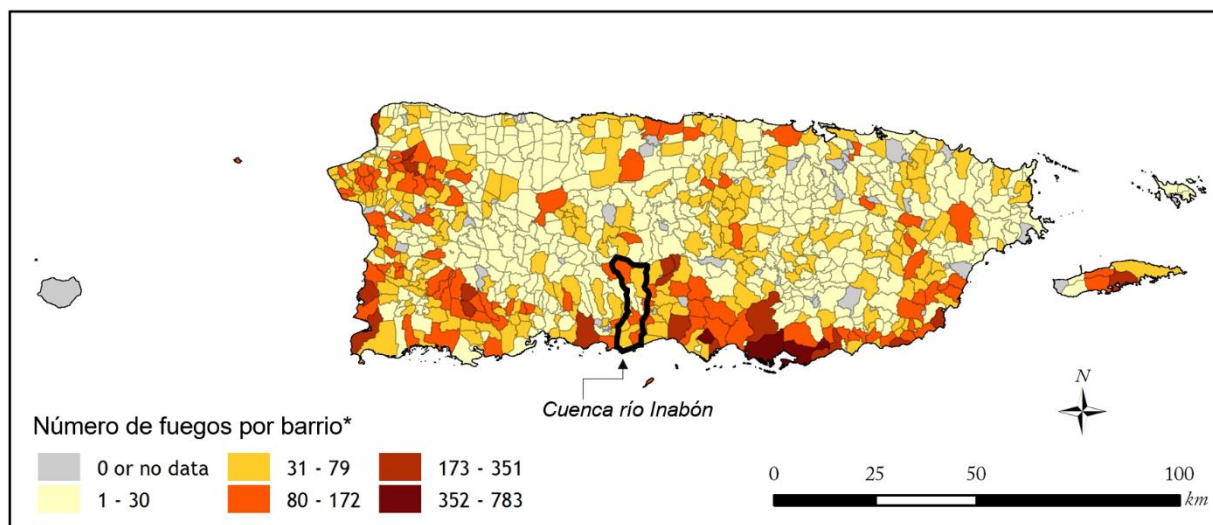 Cuenca río Inabón
N
Número de fuegos por barrio*
0 or no data
31 - 79
173 - 351
1 - 30
80 - 172
352 - 783
0 25 50 100
km